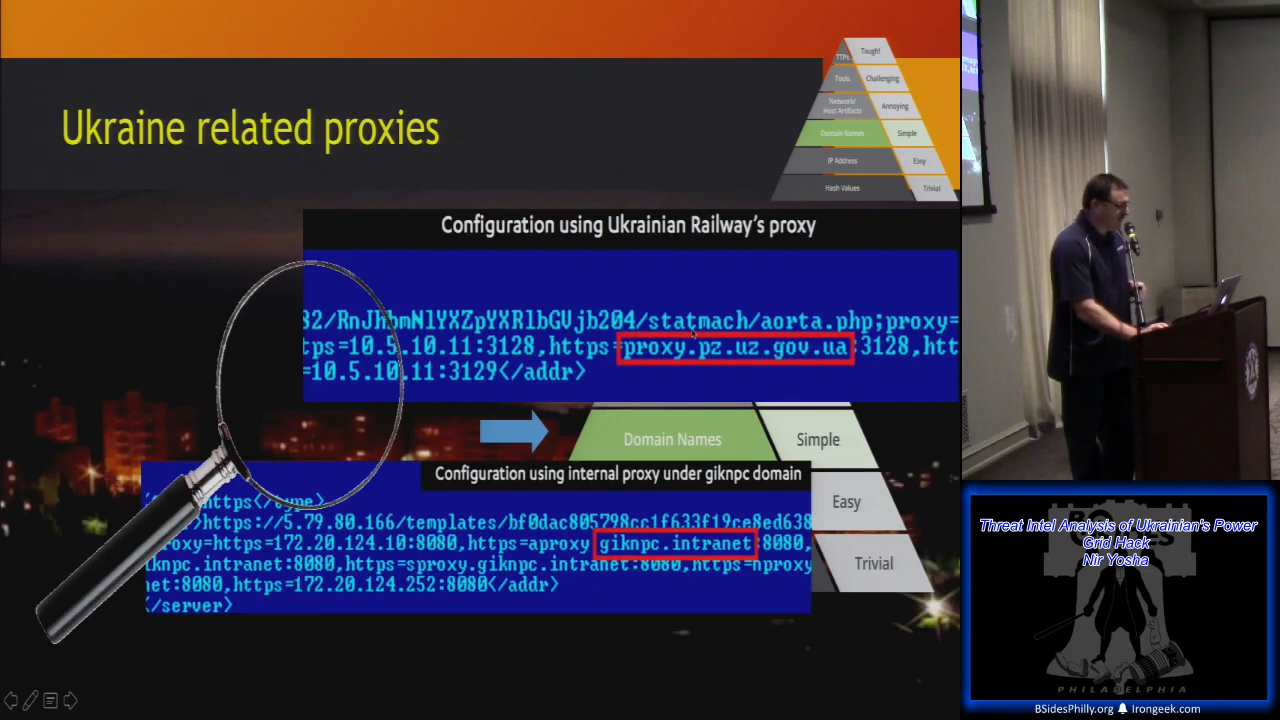 Ukraine related proxies
TTPs Tough!
Tools Challenging
Network/
Host Artifacts Annoying
Domain Names Simple
IP Address Easy
Hash Values Trivial
Configuration using Ukrainian Railway's proxy
/statmach/aorta.php;proxy=
tps=10.5.10.11:3128,https=proxy.pz.uz.gov.ua:3128,htt
=10.5.10.11:3129</addr>
Domain Names Simple
Configuration using internal proxy under giknpc domain
Easy
https</type>
>https://5.79.80.166/templates/bf0dac805798cc1f633f19ce8ed638
proxy=172.20.124.10:8080,https=aproxy giknpc.intranet:8080,
iknpc.intranet:8080,https=sproxy.giknpc.intranet:8080,https=nproxy
net:8080,https=172.20.124.252:8080</addr>
</server>
Trivial
Threat Intel Analysis of Ukrainian's Power
Grid Hack
Nir Yosha
PHILADELPHIA
BSidesPhilly.org Irongeek.com